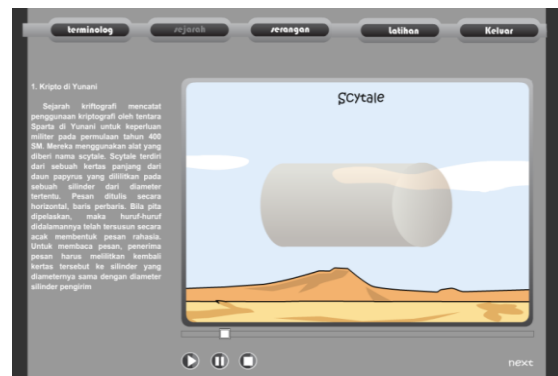 terminolog
sejarah
serangan
Latihan
Keluar
1. Kripto di Yunani
Sejarah kriftografi mencatat
penggunaan kriptografi oleh tentara
Sparta di Yunani untuk keperluan
militer pada permulaan tahun 400
SM. Mereka menggunakan alat yang
diberi nama scytale. Scytale terdiri
dari sebuah kertas panjang dari
daun papyrus yang dililitkan pada
sebuah silinder dari diameter
tertentu. Pesan ditulis secara
horizontal, baris perbaris. Bila pita
dipelaskan, maka huruf-huruf
didalamannya telah tersusun secara
acak membentuk pesan rahasia.
Untuk membaca pesan, penerima
pesan harus melilitkan kembali
kertas tersebut ke silinder yang
diameternya sama dengan diameter
silinder pengirim
Scytale
next